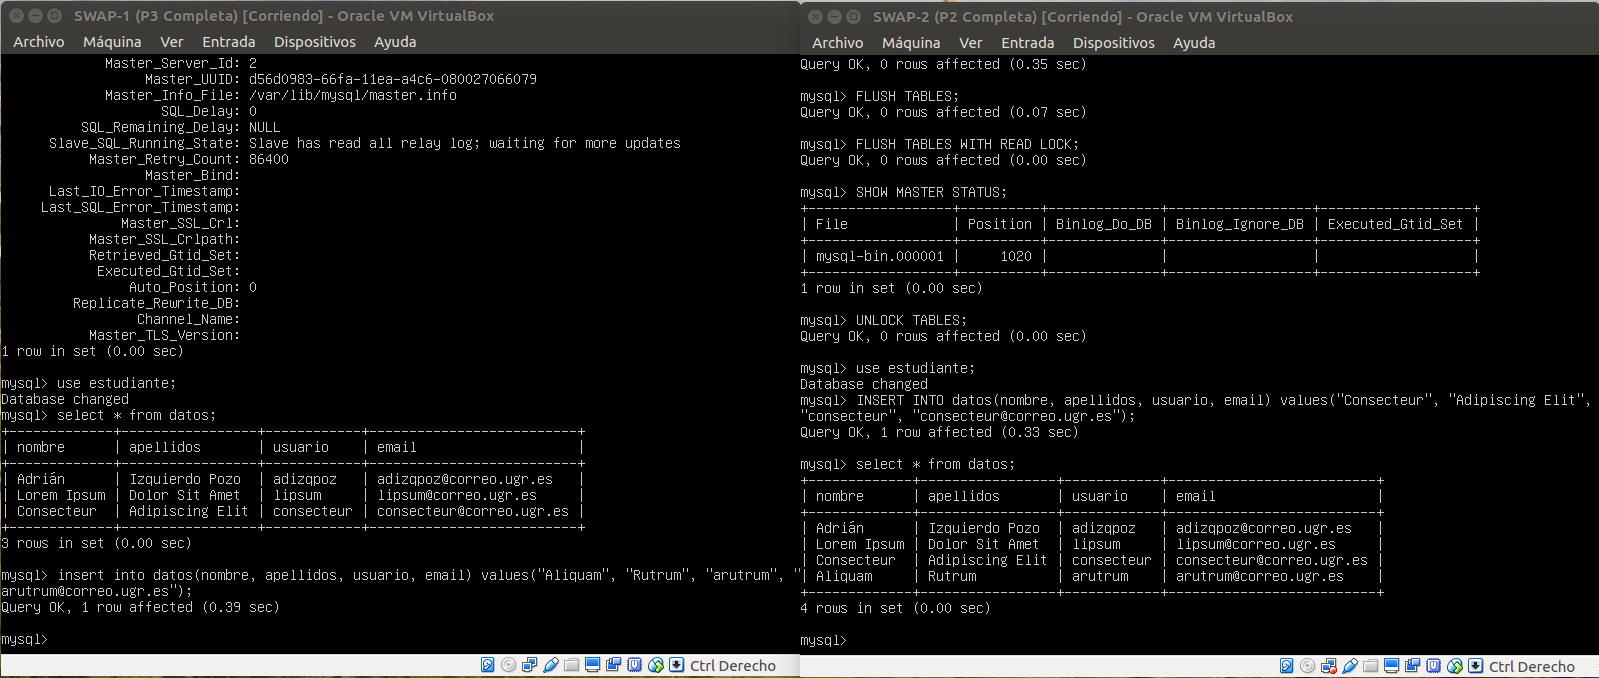 SWAP-1 (P3 Completa) [Corriendo] - Oracle VM VirtualBox
Archivo Máquina Ver Entrada Dispositivos Ayuda
Master_Server_Id: 2
Master_UUID: d56d0983-66fa-11ea-a4c6-080027066079
Master_Info_File: /var/lib/mysql/master.info
SQL_Delay: 0
SQL_Remaining_Delay: NULL
Slave_SQL_Running_State: Slave has read all relay log; waiting for more updates
Master_Retry_Count: 86400
Master_Bind:
Last_IO_Error_Timestamp:
Last_SQL_Error_Timestamp:
Master_SSL_Crl:
Master_SSL_Crlpath:
Retrieved_Gtid_Set:
Executed_Gtid_Set:
Auto_Position: 0
Replicate_Rewrite_DB:
Channel_Name:
Master_TLS_Version:
1 row in set (0.00 sec)
mysql> use estudiante;
Database changed
mysql> select * from datos;
+-------------+-----------------+------------+--------------------------+
| nombre | apellidos | usuario | email |
+-------------+-----------------+------------+--------------------------+
| Adrián | Izquierdo Pozo | adizqpoz | adizqpoz@correo.ugr.es |
| Lorem Ipsum | Dolor Sit Amet | lipsum | lipsum@correo.ugr.es |
| Consecteur | Adipiscing Elit | consecteur | consecteur@correo.ugr.es |
+-------------+-----------------+------------+--------------------------+
3 rows in set (0.00 sec)
mysql> insert into datos(nombre, apellidos, usuario, email) values("Aliquam", "Rutrum", "arutrum", "
arutrum@correo.ugr.es");
Query OK, 1 row affected (0.39 sec)
mysql>
Ctrl Derecho
SWAP-2 (P2 Completa) [Corriendo] - Oracle VM VirtualBox
Archivo Máquina Ver Entrada Dispositivos Ayuda
Query OK, 0 rows affected (0.35 sec)
mysql> FLUSH TABLES;
Query OK, 0 rows affected (0.07 sec)
mysql> FLUSH TABLES WITH READ LOCK;
Query OK, 0 rows affected (0.00 sec)
mysql> SHOW MASTER STATUS;
+------------------+----------+--------------+------------------+-------------------+
| File | Position | Binlog_Do_DB | Binlog_Ignore_DB | Executed_Gtid_Set |
+------------------+----------+--------------+------------------+-------------------+
| mysql-bin.000001 | 1020 | | | |
+------------------+----------+--------------+------------------+-------------------+
1 row in set (0.00 sec)
mysql> UNLOCK TABLES;
Query OK, 0 rows affected (0.00 sec)
mysql> use estudiante;
Database changed
mysql> INSERT INTO datos(nombre, apellidos, usuario, email) values("Consecteur", "Adipiscing Elit",
"consecteur", "consecteur@correo.ugr.es");
Query OK, 1 row affected (0.33 sec)
mysql> select * from datos;
+-------------+-----------------+------------+--------------------------+
| nombre | apellidos | usuario | email |
+-------------+-----------------+------------+--------------------------+
| Adrián | Izquierdo Pozo | adizqpoz | adizqpoz@correo.ugr.es |
| Lorem Ipsum | Dolor Sit Amet | lipsum | lipsum@correo.ugr.es |
| Consecteur | Adipiscing Elit | consecteur | consecteur@correo.ugr.es |
| Aliquam | Rutrum | arutrum | arutrum@correo.ugr.es |
+-------------+-----------------+------------+--------------------------+
4 rows in set (0.00 sec)
mysql>
Ctrl Derecho